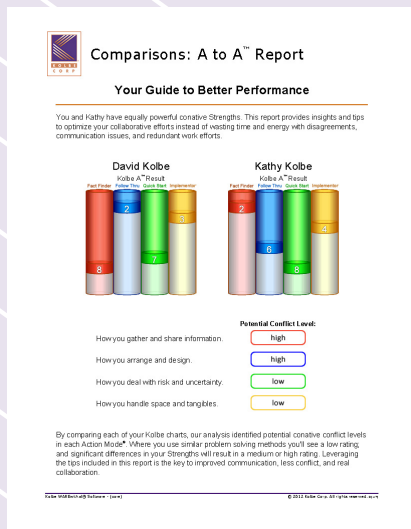 KOLBE
CORP
Comparisons: A to A™ Report
Your Guide to Better Performance
You and Kathy have equally powerful conative Strengths. This report provides insights and tips
to optimize your collaborative efforts instead of wasting time and energy with disagreements,
communication issues, and redundant work efforts.
David Kolbe
Kolbe A™ Result
Fact Finder Follow Thru Quick Start Implementor
8 2 7
Kathy Kolbe
Kolbe A™ Result
Fact Finder Follow Thru Quick Start Implementor
2 6 8 4
Potential Conflict Level:
How you gather and share information. high
How you arrange and design. high
How you deal with risk and uncertainty. low
How you handle space and tangibles. low
By comparing each of your Kolbe charts, our analysis identified potential conative conflict levels
in each Action Mode®. Where you use similar problem solving methods you'll see a low rating;
and significant differences in your Strengths will result in a medium or high rating. Leveraging
the tips included in this report is the key to improved communication, less conflict, and real
collaboration.
Kolbe WAREwithal® Software - (core)
© 2012 Kolbe Corp. All rights reserved.